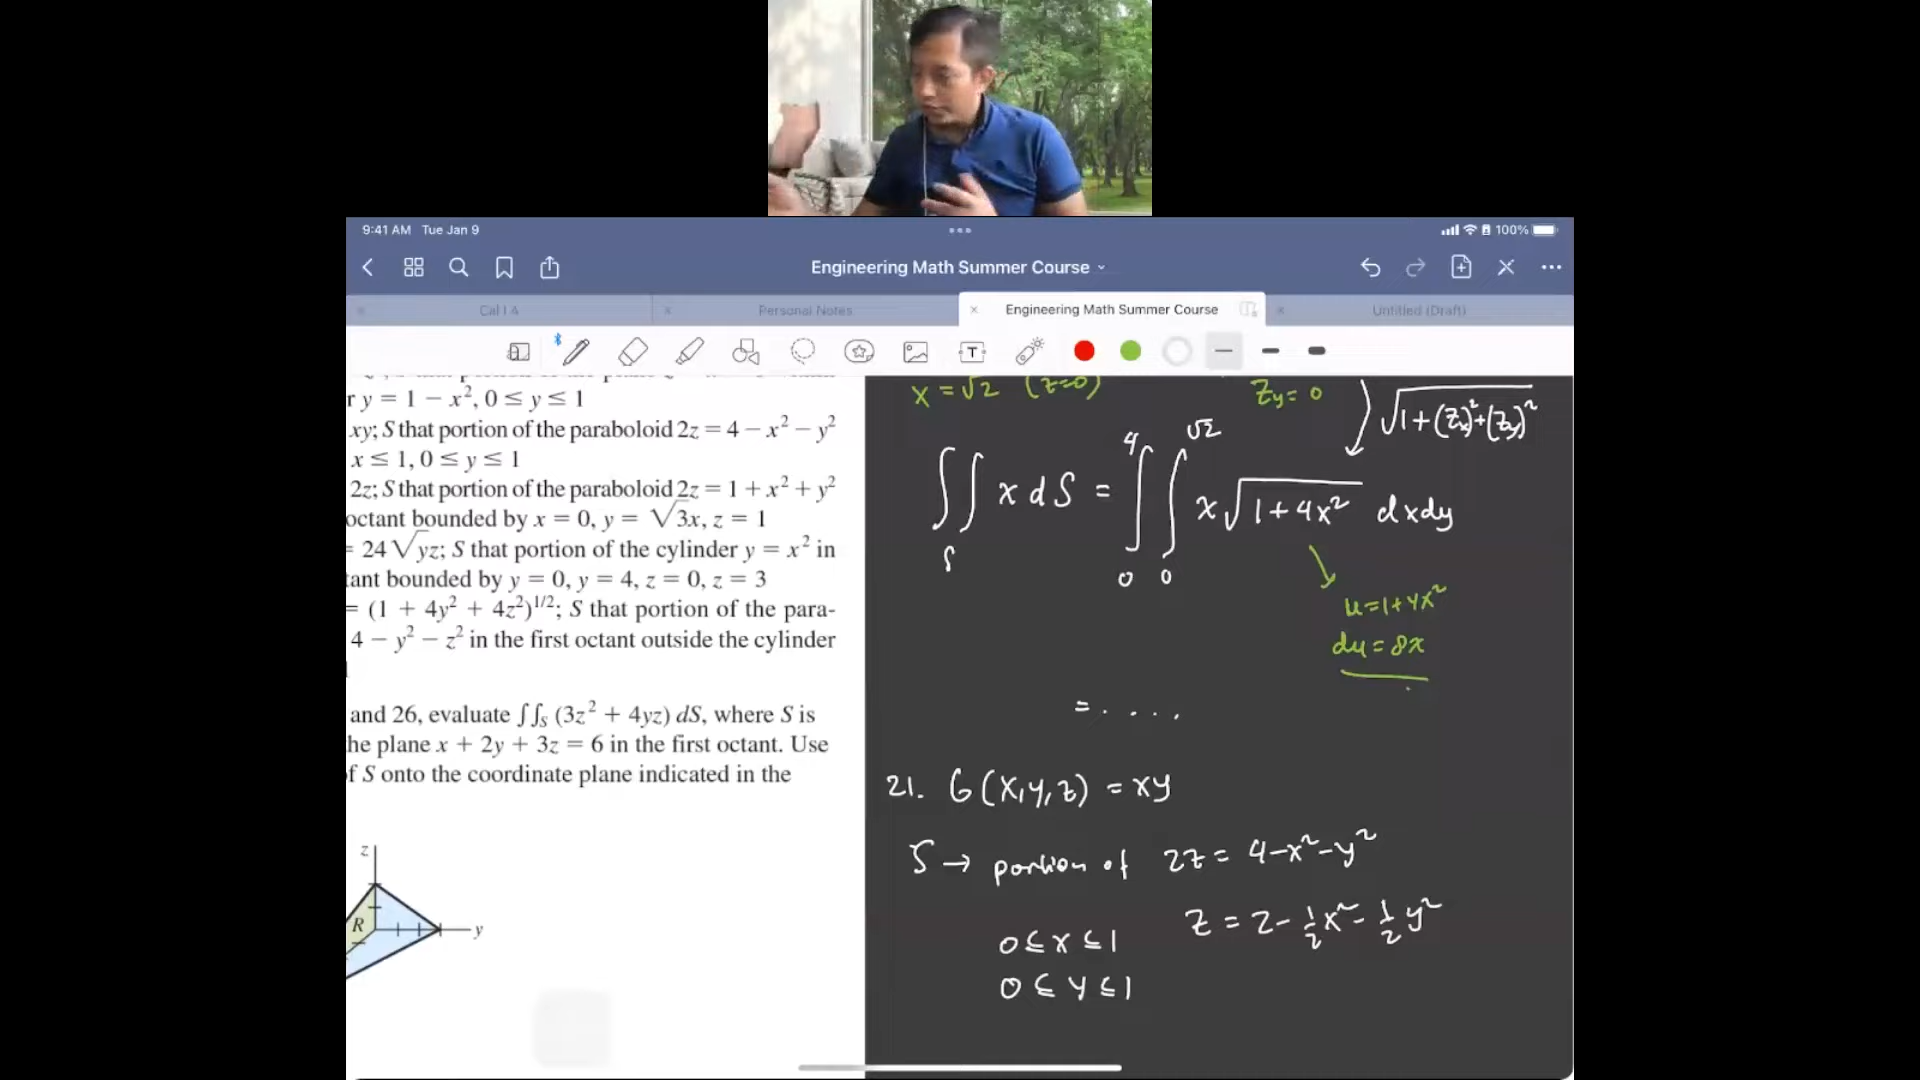 9:41 AM Tue Jan 9
100%
Engineering Math Summer Course
Cal I A
Personal Notes
Engineering Math Summer Course
Untitled (Draft)
T
r y = 1 − x², 0 ≤ y ≤ 1
xy; S that portion of the paraboloid 2z = 4 − x² − y²
x ≤ 1, 0 ≤ y ≤ 1
2z; S that portion of the paraboloid 2z = 1 + x² + y²
octant bounded by x = 0, y = √3x, z = 1
= 24√yz; S that portion of the cylinder y = x² in
tant bounded by y = 0, y = 4, z = 0, z = 3
= (1 + 4y² + 4z²)^1/2; S that portion of the para-
4 − y² − z² in the first octant outside the cylinder
and 26, evaluate ∫∫_S (3z² + 4yz) dS, where S is
he plane x + 2y + 3z = 6 in the first octant. Use
f S onto the coordinate plane indicated in the
z
R
y
x = √2 (z=0)
Zy = 0
√1+(Zx)²+(Zy)²
∫∫_S x dS = ∫_0^4 ∫_0^√2 x√1+4x² dxdy
u=1+4x²
du = 8x
= . . . .
21. G(x,y,z) = xy
S → portion of 2z = 4−x²−y²
z = 2 − ½x² − ½y²
0 ≤ x ≤ 1
0 ≤ y ≤ 1